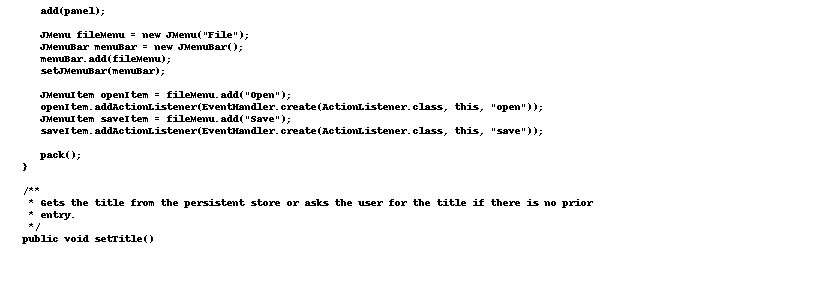 add(panel);
JMenu fileMenu = new JMenu("File");
JMenuBar menuBar = new JMenuBar();
menuBar.add(fileMenu);
setJMenuBar(menuBar);
JMenuItem openItem = fileMenu.add("Open");
openItem.addActionListener(EventHandler.create(ActionListener.class, this, "open"));
JMenuItem saveItem = fileMenu.add("Save");
saveItem.addActionListener(EventHandler.create(ActionListener.class, this, "save"));
pack();
}
/**
* Gets the title from the persistent store or asks the user for the title if there is no prior
* entry.
*/
public void setTitle()